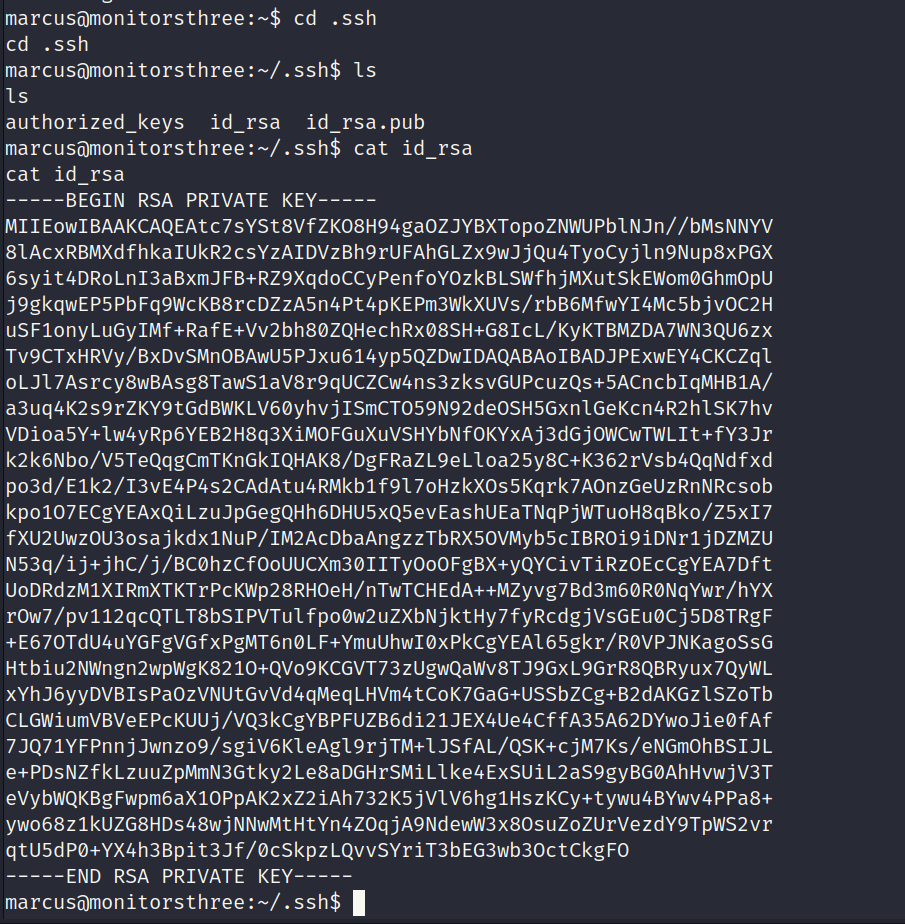 marcus@monitorsthree:~$ cd .ssh
cd .ssh
marcus@monitorsthree:~/.ssh$ ls
ls
authorized_keys  id_rsa  id_rsa.pub
marcus@monitorsthree:~/.ssh$ cat id_rsa
cat id_rsa
-----BEGIN RSA PRIVATE KEY-----
MIIEowIBAAKCAQEAtc7sYSt8VfZKO8H94gaOZJYBXTopoZNWUPblNJn//bMsNNYV
8lAcxRBMXdfhkaIUkR2csYzAIDVzBh9rUFAhGLZx9wJjQu4TyoCyjln9Nup8xPGX
6syit4DRoLnI3aBxmJFB+RZ9XqdoCCyPenfoYOzkBLSWfhjMXutSkEWom0GhmOpU
j9gkqwEP5PbFq9WcKB8rcDZzA5n4Pt4pKEPm3WkXUVs/rbB6MfwYI4Mc5bjvOC2H
uSF1onyLuGyIMf+RafE+Vv2bh80ZQHechRx08SH+G8IcL/KyKTBMZDA7WN3QU6zx
Tv9CTxHRVy/BxDvSMnOBAwU5PJxu614yp5QZDwIDAQABAoIBADJPExwEY4CKCZql
oLJl7Asrcy8wBAsg8TawS1aV8r9qUCZCw4ns3zksvGUPcuzQs+5ACncbIqMHB1A/
a3uq4K2s9rZKY9tGdBWKLV60yhvjISmCTO59N92deOSH5GxnlGeKcn4R2hlSK7hv
VDioa5Y+lw4yRp6YEB2H8q3XiMOFGuXuVSHYbNfOKYxAj3dGjOWCwTWLIt+fY3Jr
k2k6Nbo/V5TeQqgCmTKnGkIQHAK8/DgFRaZL9eLloa25y8C+K362rVsb4QqNdfxd
po3d/E1k2/I3vE4P4s2CAdAtu4RMkb1f9l7oHzkXOs5Kqrk7AOnzGeUzRnNRcsob
kpo1O7ECgYEAxQiLzuJpGegQHh6DHU5xQ5evEashUEaTNqPjWTuoH8qBko/Z5xI7
fXU2UwzOU3osajkdx1NuP/IM2AcDbaAngzzTbRX5OVMyb5cIBROi9iDNr1jDZMZU
N53q/ij+jhC/j/BC0hzCfOoUUCXm30IITyOoOFgBX+yQYCivTiRzOEcCgYEA7Dft
UoDRdzM1XIRmXTKTrPcKWp28RHOeH/nTwTCHEdA++MZyvg7Bd3m60R0NqYwr/hYX
rOw7/pv112qcQTLT8bSIPVTulfpo0w2uZXbNjktHy7fyRcdgjVsGEu0Cj5D8TRgF
+E67OTdU4uYGFgVGfxPgMT6n0LF+YmuUhwI0xPkCgYEAl65gkr/R0VPJNKagoSsG
Htbiu2NWngn2wpWgK821O+QVo9KCGVT73zUgwQaWv8TJ9GxL9GrR8QBRyux7QyWL
xYhJ6yyDVBIsPaOzVNUtGvVd4qMeqLHVm4tCoK7GaG+USSbZCg+B2dAKGzlSZoTb
CLGWiumVBVeEPcKUUj/VQ3kCgYBPFUZB6di21JEX4Ue4CffA35A62DYwoJie0fAf
7JQ71YFPnnjJwnzo9/sgiV6KleAgl9rjTM+lJSfAL/QSK+cjM7Ks/eNGmOhBSIJL
e+PDsNZfkLzuuZpMmN3Gtky2Le8aDGHrSMiLlke4ExSUiL2aS9gyBG0AhHvwjV3T
eVybWQKBgFwpm6aX1OPpAK2xZ2iAh732K5jVlV6hg1HszKCy+tywu4BYwv4PPa8+
ywo68z1kUZG8HDs48wjNNwMtHtYn4ZOqjA9NdewW3x8OsuZoZUrVezdY9TpWS2vr
qtU5dP0+YX4h3Bpit3Jf/0cSkpzLQvvSYriT3bEG3wb3OctCkgFO
-----END RSA PRIVATE KEY-----
marcus@monitorsthree:~/.ssh$